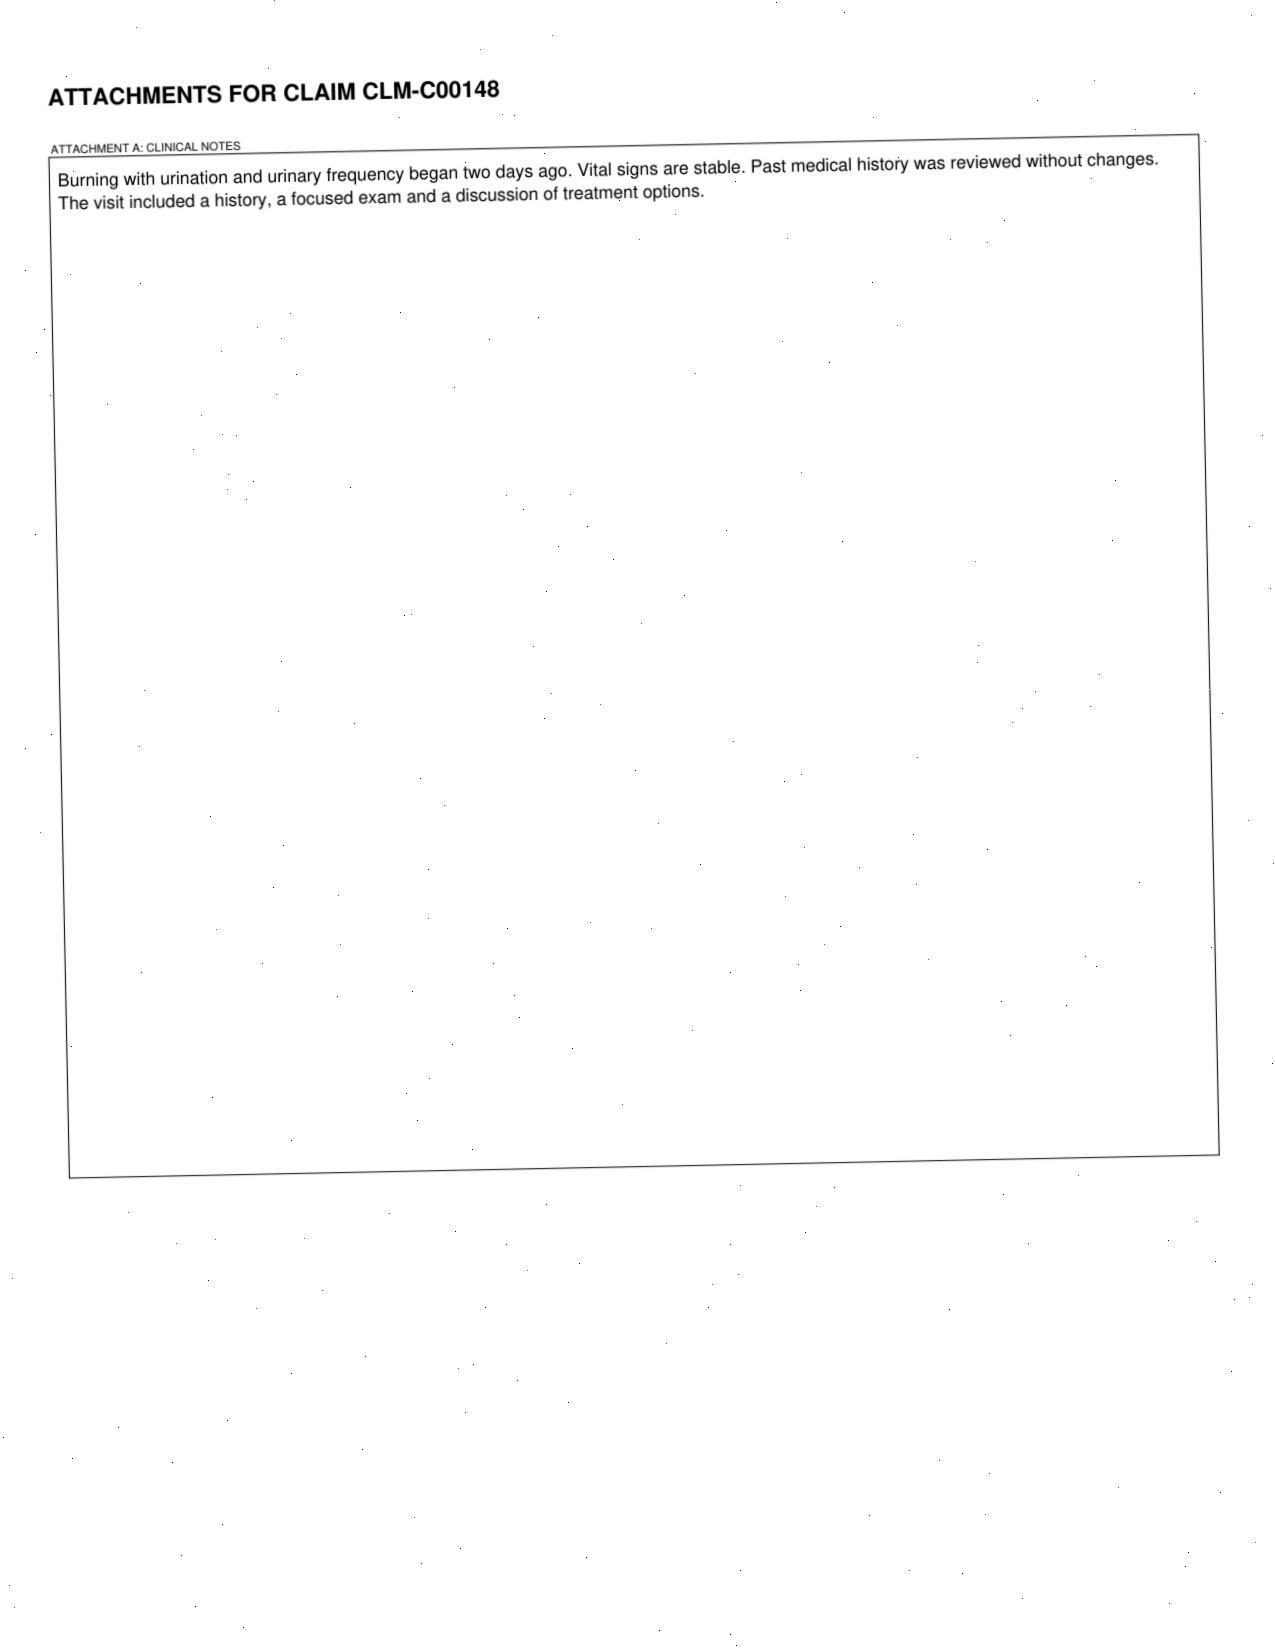 ATTACHMENTS FOR CLAIM CLM-C00148
ATTACHMENT A: CLINICAL NOTES
Burning with urination and urinary frequency began two days ago. Vital signs are stable. Past medical history was reviewed without changes.
The visit included a history, a focused exam and a discussion of treatment options.